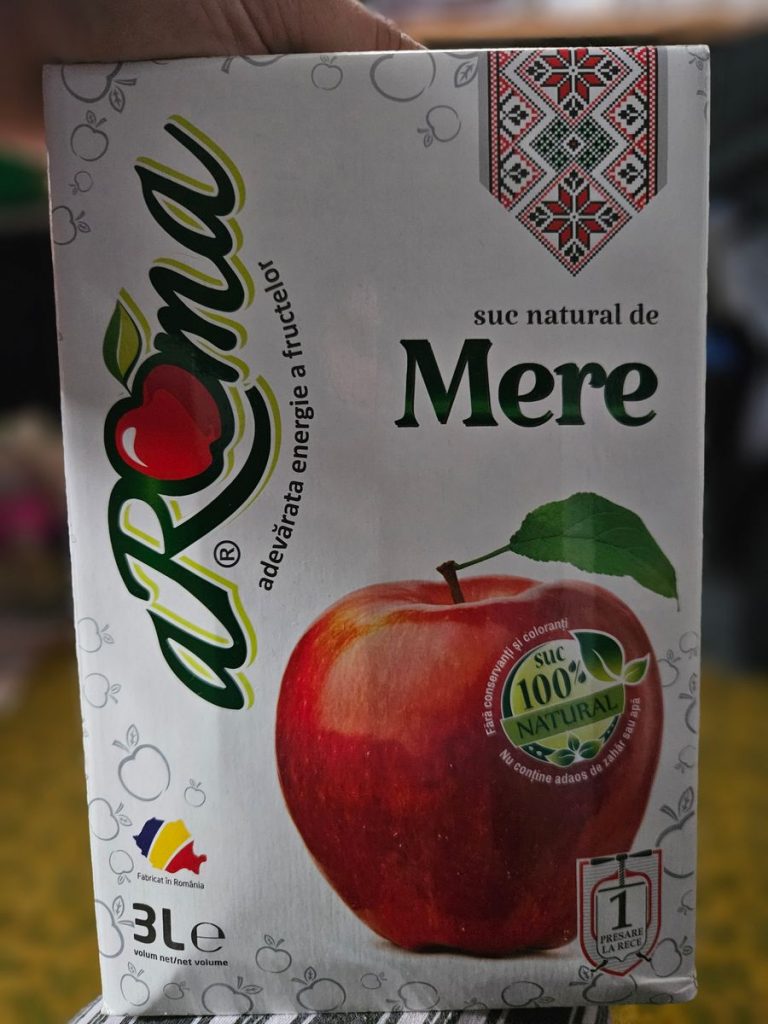 aRoma
®
adevărata energie a fructelor
suc natural de
Mere
Fără conservanți și coloranți
suc
100%
NATURAL
Nu conține adaos de zahăr sau apă
Fabricat în România
3L e
volum net/net volume
1
PRESARE
LA RECE